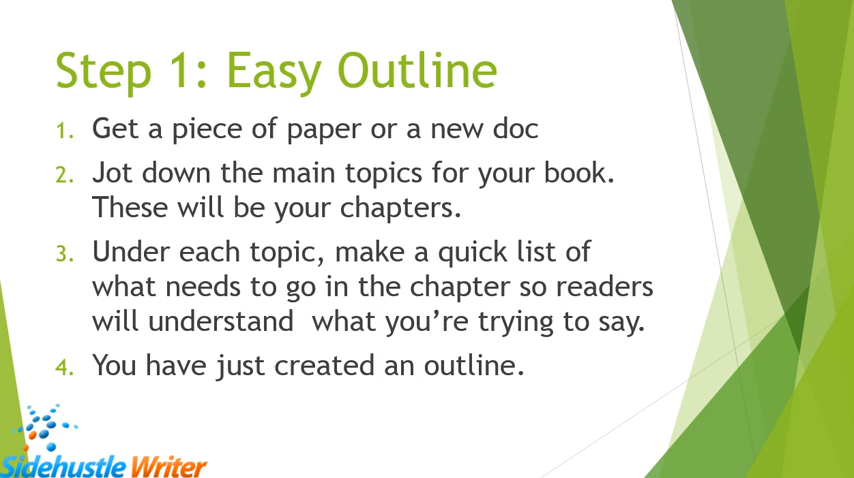 Step 1: Easy Outline
1. Get a piece of paper or a new doc
2. Jot down the main topics for your book.
These will be your chapters.
3. Under each topic, make a quick list of
what needs to go in the chapter so readers
will understand  what you’re trying to say.
4. You have just created an outline.
Sidehustle Writer